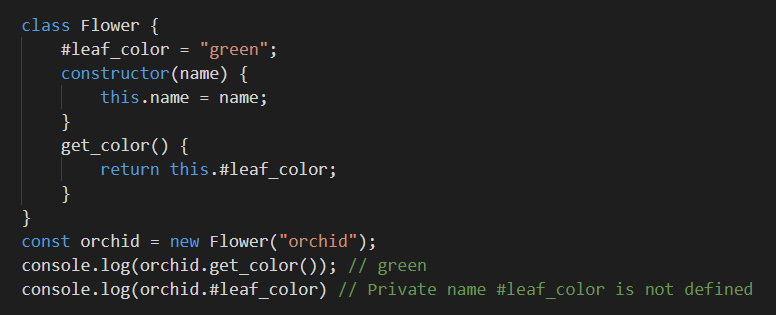 class Flower {
    #leaf_color = "green";
    constructor(name) {
        this.name = name;
    }
    get_color() {
        return this.#leaf_color;
    }
}
const orchid = new Flower("orchid");
console.log(orchid.get_color()); // green
console.log(orchid.#leaf_color) // Private name #leaf_color is not defined